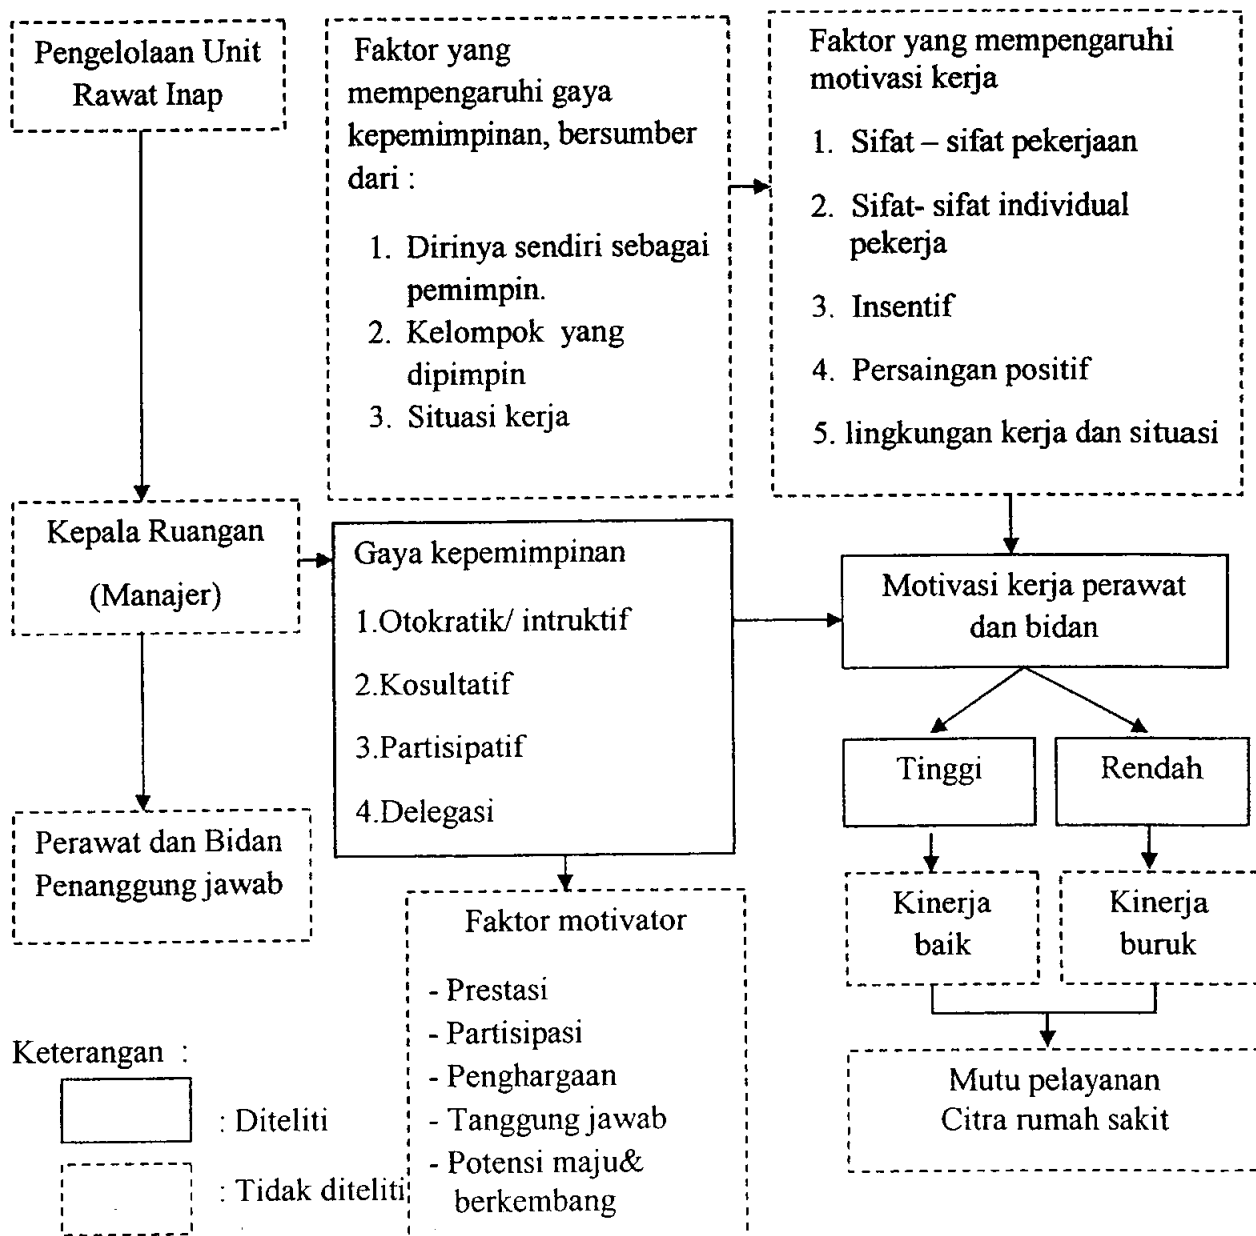 Pengelolaan Unit
Rawat Inap
Faktor yang
mempengaruhi gaya
kepemimpinan, bersumber
dari :
1. Dirinya sendiri sebagai
pemimpin.
2. Kelompok yang
dipimpin
3. Situasi kerja
Faktor yang mempengaruhi
motivasi kerja
1. Sifat – sifat pekerjaan
2. Sifat- sifat individual
pekerja
3. Insentif
4. Persaingan positif
5. lingkungan kerja dan situasi
Kepala Ruangan
(Manajer)
Gaya kepemimpinan
1.Otokratik/ intruktif
2.Kosultatif
3.Partisipatif
4.Delegasi
Motivasi kerja perawat
dan bidan
Tinggi
Rendah
Perawat dan Bidan
Penanggung jawab
Kinerja
baik
Kinerja
buruk
Faktor motivator
- Prestasi
- Partisipasi
- Penghargaan
- Tanggung jawab
- Potensi maju&
berkembang
Mutu pelayanan
Citra rumah sakit
Keterangan :
: Diteliti
: Tidak diteliti